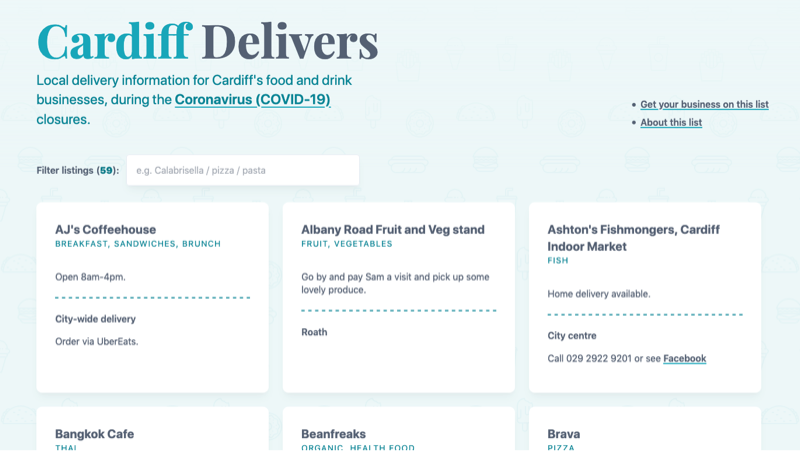 Cardiff Delivers
Local delivery information for Cardiff's food and drink
businesses, during the Coronavirus (COVID-19)
closures.
Get your business on this list
About this list
Filter listings (59):
e.g. Calabrisella / pizza / pasta
AJ's Coffeehouse
BREAKFAST, SANDWICHES, BRUNCH
Open 8am-4pm.
City-wide delivery
Order via UberEats.
Albany Road Fruit and Veg stand
FRUIT, VEGETABLES
Go by and pay Sam a visit and pick up some
lovely produce.
Roath
Ashton's Fishmongers, Cardiff
Indoor Market
FISH
Home delivery available.
City centre
Call 029 2922 9201 or see Facebook
Bangkok Cafe
THAI
Beanfreaks
ORGANIC, HEALTH FOOD
Brava
PIZZA